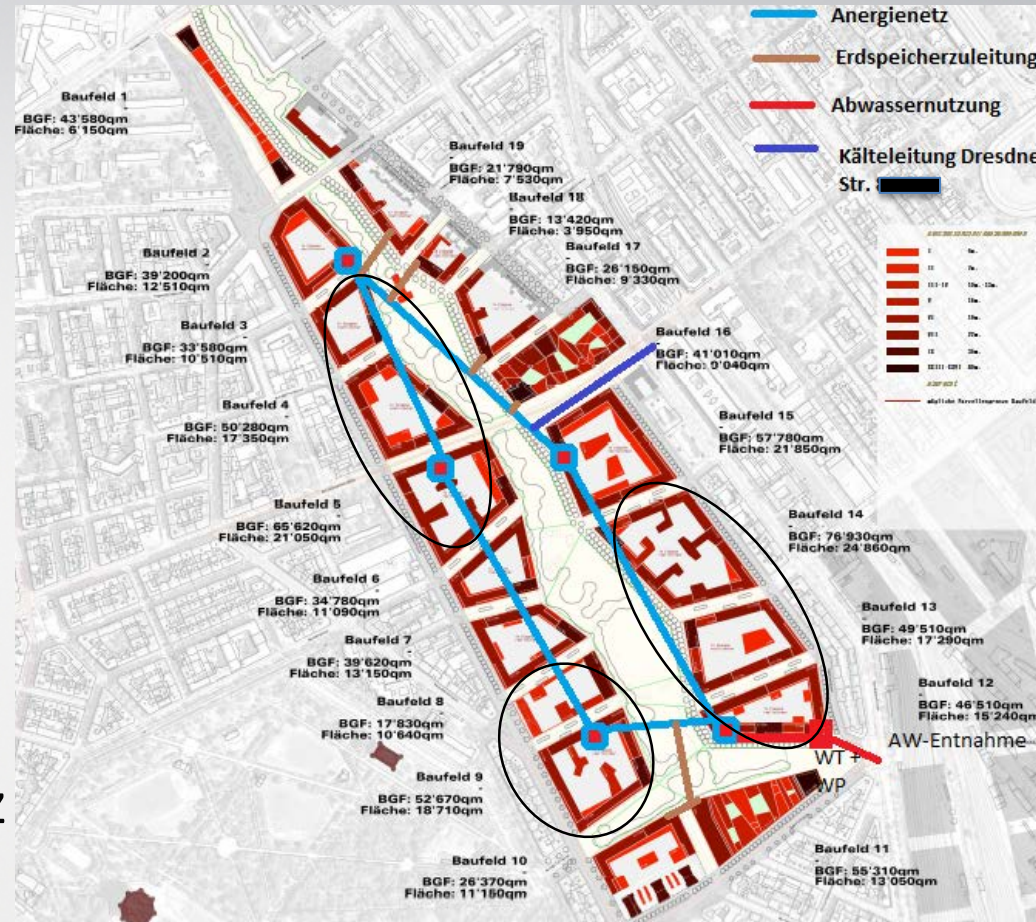 Anergienetz
Erdspeicherzuleitung
Abwassernutzung
Kälteleitung Dresdne
Str.
Baufeld 1
-
BGF: 43'580qm
Fläche: 6'150qm
Baufeld 19
-
BGF: 21'790qm
Fläche: 7'530qm
Baufeld 18
-
BGF: 13'420qm
Fläche: 3'950qm
Baufeld 17
-
BGF: 26'150qm
Fläche: 9'330qm
Baufeld 2
-
BGF: 39'200qm
Fläche: 12'510qm
Baufeld 3
-
BGF: 33'580qm
Fläche: 10'510qm
Baufeld 16
-
BGF: 41'010qm
Fläche: 9'040qm
Baufeld 4
-
BGF: 50'280qm
Fläche: 17'350qm
Baufeld 15
-
BGF: 57'780qm
Fläche: 21'850qm
Baufeld 5
-
BGF: 65'620qm
Fläche: 21'050qm
Baufeld 14
-
BGF: 76'930qm
Fläche: 24'860qm
Baufeld 6
-
BGF: 34'780qm
Fläche: 11'090qm
Baufeld 13
-
BGF: 49'510qm
Fläche: 17'290qm
Baufeld 7
-
BGF: 39'620qm
Fläche: 13'150qm
Baufeld 12
-
BGF: 46'510qm
Fläche: 15'240q
Baufeld 8
-
BGF: 17'830qm
Fläche: 10'640qm
AW-Entnahme
WT +
WP
Baufeld 9
-
BGF: 52'670qm
Fläche: 18'710qm
z
Baufeld 10
-
BGF: 26'370qm
Fläche: 11'150qm
Baufeld 11
-
BGF: 55'310qm
Fläche: 13'050qm